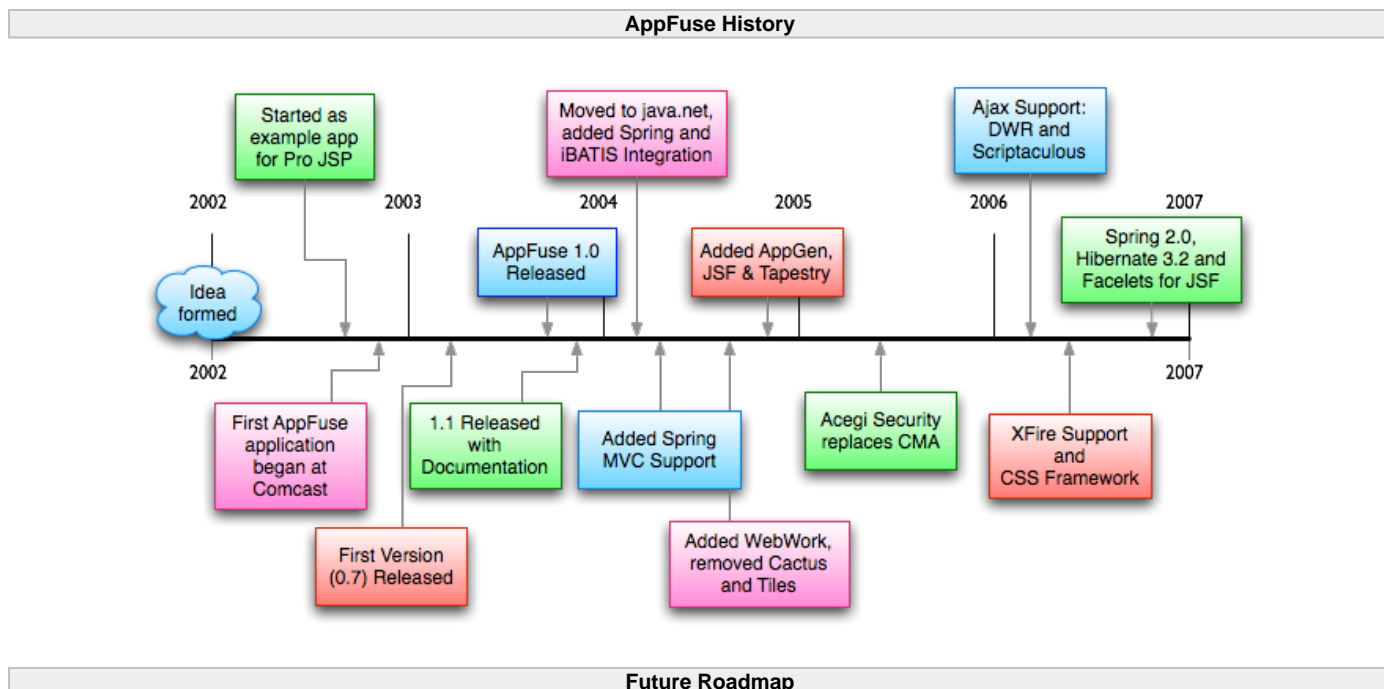 AppFuse History
Started as
example app
for Pro JSP
Moved to java.net,
added Spring and
iBATIS Integration
Ajax Support:
DWR and
Scriptaculous
2002
2003
2004
2005
2006
2007
AppFuse 1.0
Released
Added AppGen,
JSF & Tapestry
Spring 2.0,
Hibernate 3.2 and
Facelets for JSF
Idea
formed
2002
2007
First AppFuse
application
began at
Comcast
1.1 Released
with
Documentation
Added Spring
MVC Support
Acegi Security
replaces CMA
XFire Support
and
CSS Framework
First Version
(0.7) Released
Added WebWork,
removed Cactus
and Tiles
Future Roadmap